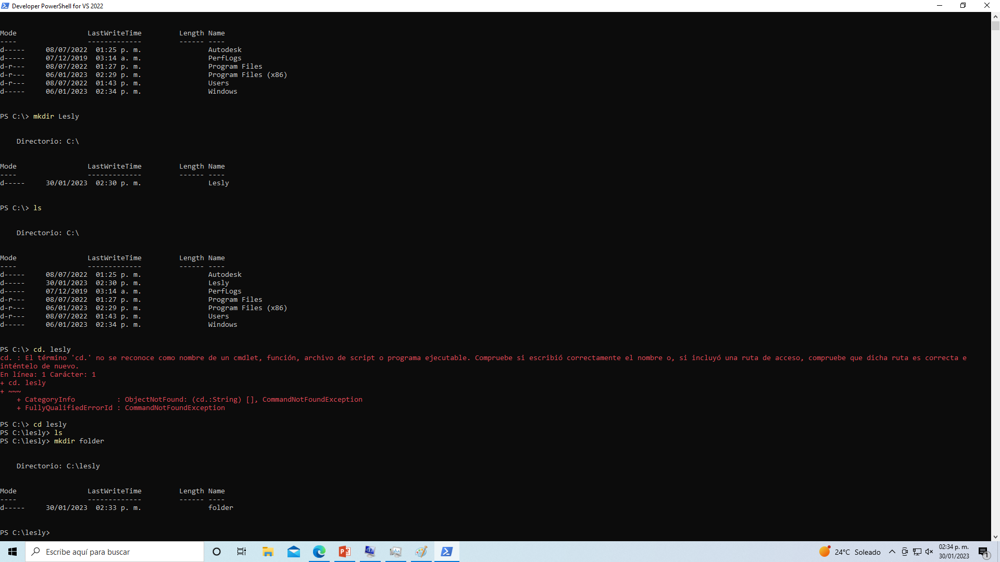 Developer PowerShell for VS 2022
Mode                 LastWriteTime         Length Name
----                 -------------         ------ ----
d-----     08/07/2022  01:25 p. m.                Autodesk
d-----     07/12/2019  03:14 a. m.                PerfLogs
d-r---     08/07/2022  01:27 p. m.                Program Files
d-r---     06/01/2023  02:29 p. m.                Program Files (x86)
d-r---     08/07/2022  01:43 p. m.                Users
d-----     06/01/2023  02:34 p. m.                Windows
PS C:\> mkdir Lesly
    Directorio: C:\
Mode                 LastWriteTime         Length Name
----                 -------------         ------ ----
d-----     30/01/2023  02:30 p. m.                Lesly
PS C:\> ls
    Directorio: C:\
Mode                 LastWriteTime         Length Name
----                 -------------         ------ ----
d-----     08/07/2022  01:25 p. m.                Autodesk
d-----     30/01/2023  02:30 p. m.                Lesly
d-----     07/12/2019  03:14 a. m.                PerfLogs
d-r---     08/07/2022  01:27 p. m.                Program Files
d-r---     06/01/2023  02:29 p. m.                Program Files (x86)
d-r---     08/07/2022  01:43 p. m.                Users
d-----     06/01/2023  02:34 p. m.                Windows
PS C:\> cd. lesly
cd. : El término 'cd.' no se reconoce como nombre de un cmdlet, función, archivo de script o programa ejecutable. Compruebe si escribió correctamente el nombre o, si incluyó una ruta de acceso, compruebe que dicha ruta es correcta e
inténtelo de nuevo.
En línea: 1 Carácter: 1
+ cd. lesly
+ ~~~
    + CategoryInfo          : ObjectNotFound: (cd.:String) [], CommandNotFoundException
    + FullyQualifiedErrorId : CommandNotFoundException
PS C:\> cd lesly
PS C:\lesly> ls
PS C:\lesly> mkdir folder
    Directorio: C:\lesly
Mode                 LastWriteTime         Length Name
----                 -------------         ------ ----
d-----     30/01/2023  02:33 p. m.                folder
PS C:\lesly>
Escribe aquí para buscar
24°C Soleado
02:34 p. m.
30/01/2023
1